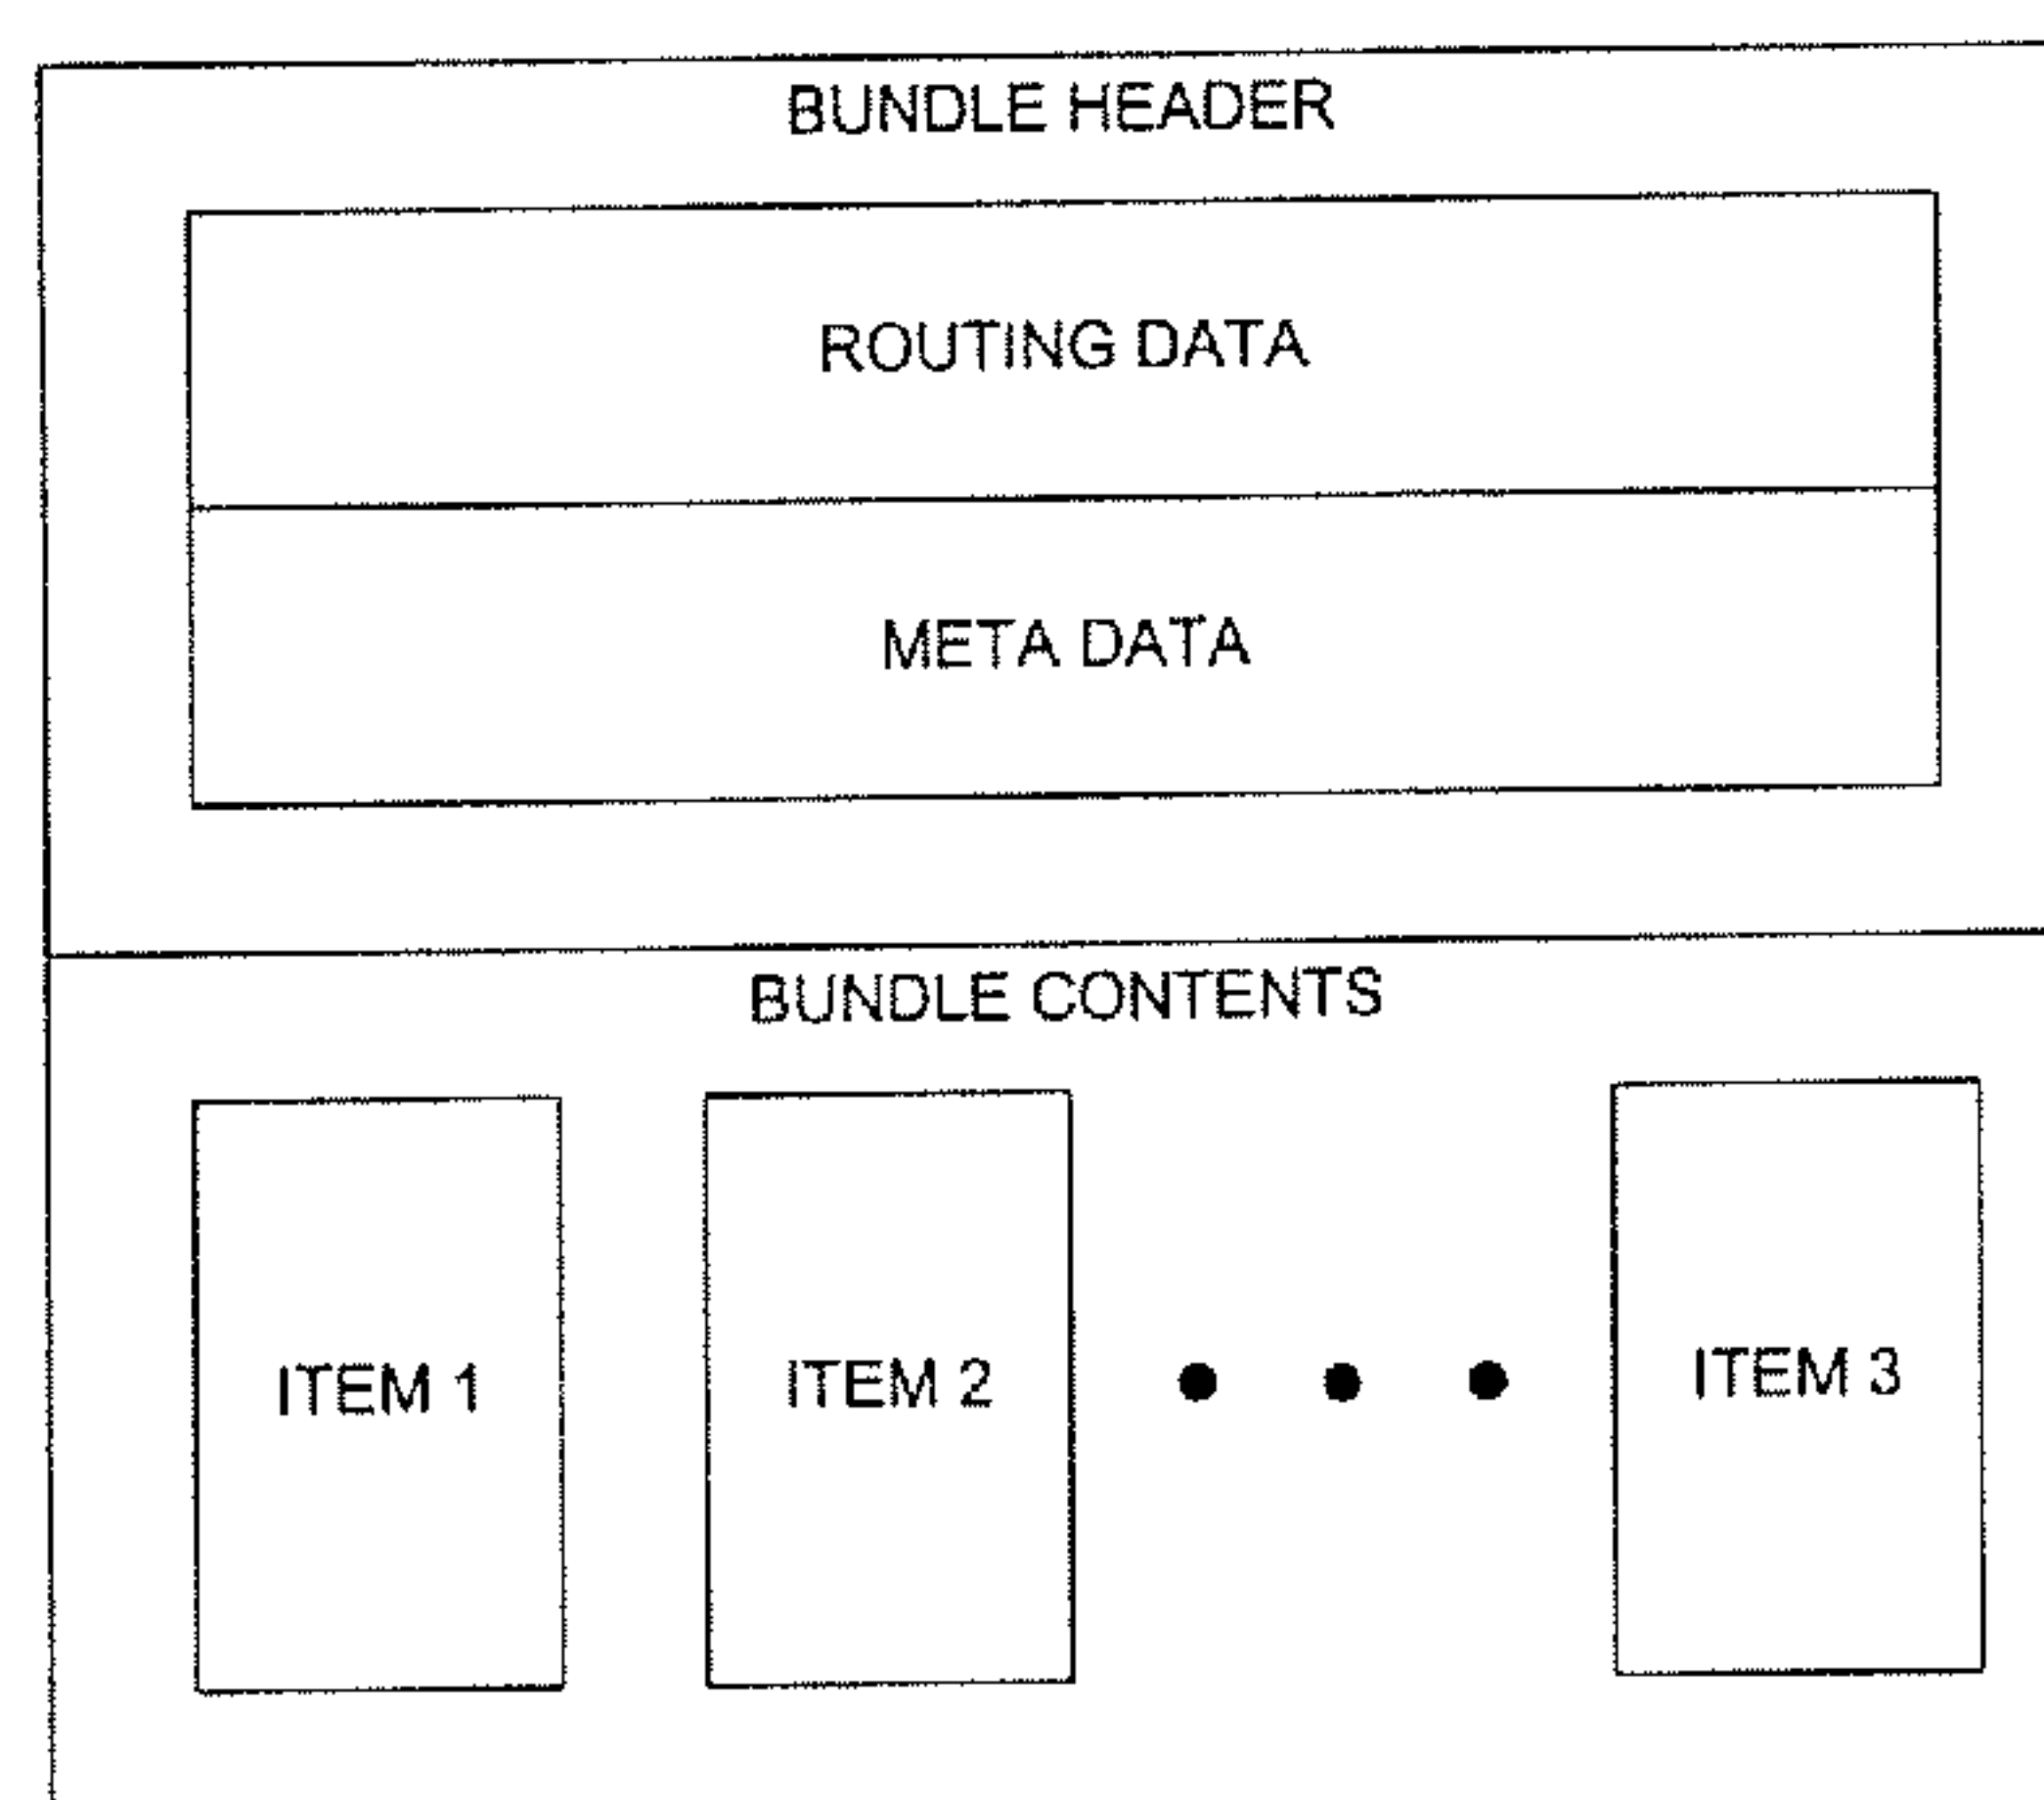 BUNDLE HEADER
ROUTING DATA
META DATA
BUNDLE CONTENTS
ITEM 1
ITEM 2
ITEM 3